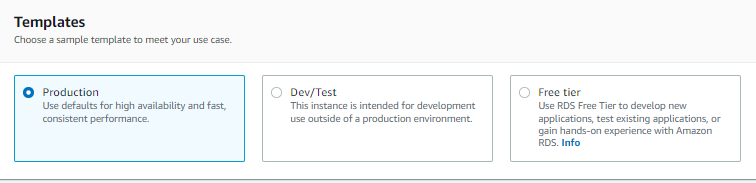 Templates
Choose a sample template to meet your use case.
Production
Use defaults for high availability and fast,
consistent performance.
Dev/Test
This instance is intended for development
use outside of a production environment.
Free tier
Use RDS Free Tier to develop new
applications, test existing applications, or
gain hands-on experience with Amazon
RDS. Info